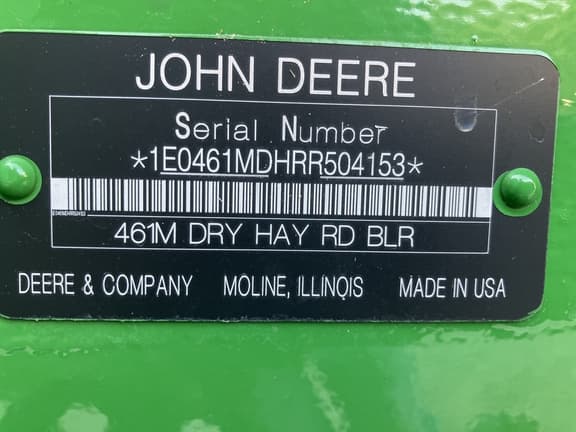 JOHN DEERE
Serial Number
*1E0461MDHRR504153*
461M DRY HAY RD BLR
DEERE & COMPANY MOLINE, ILLINOIS MADE IN USA